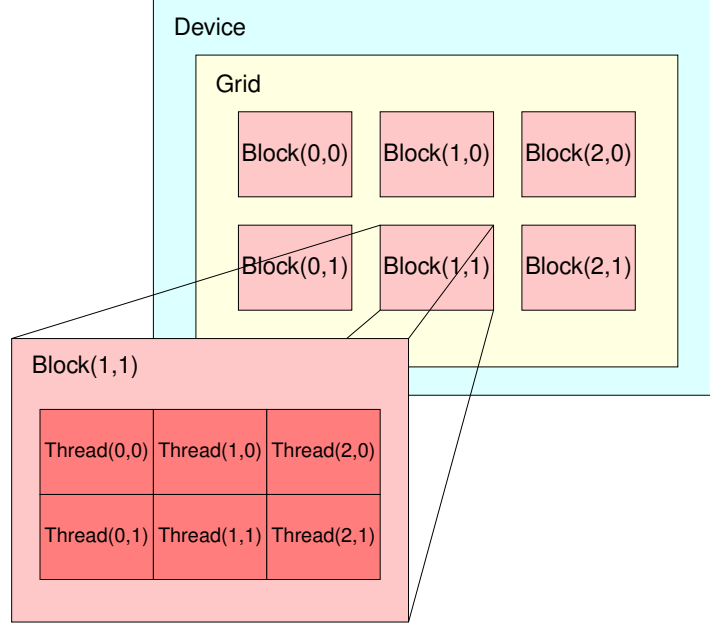 Device
Grid
Block(0,0) Block(1,0) Block(2,0)
Block(0,1) Block(1,1) Block(2,1)
Block(1,1)
Thread(0,0) Thread(1,0) Thread(2,0)
Thread(0,1) Thread(1,1) Thread(2,1)